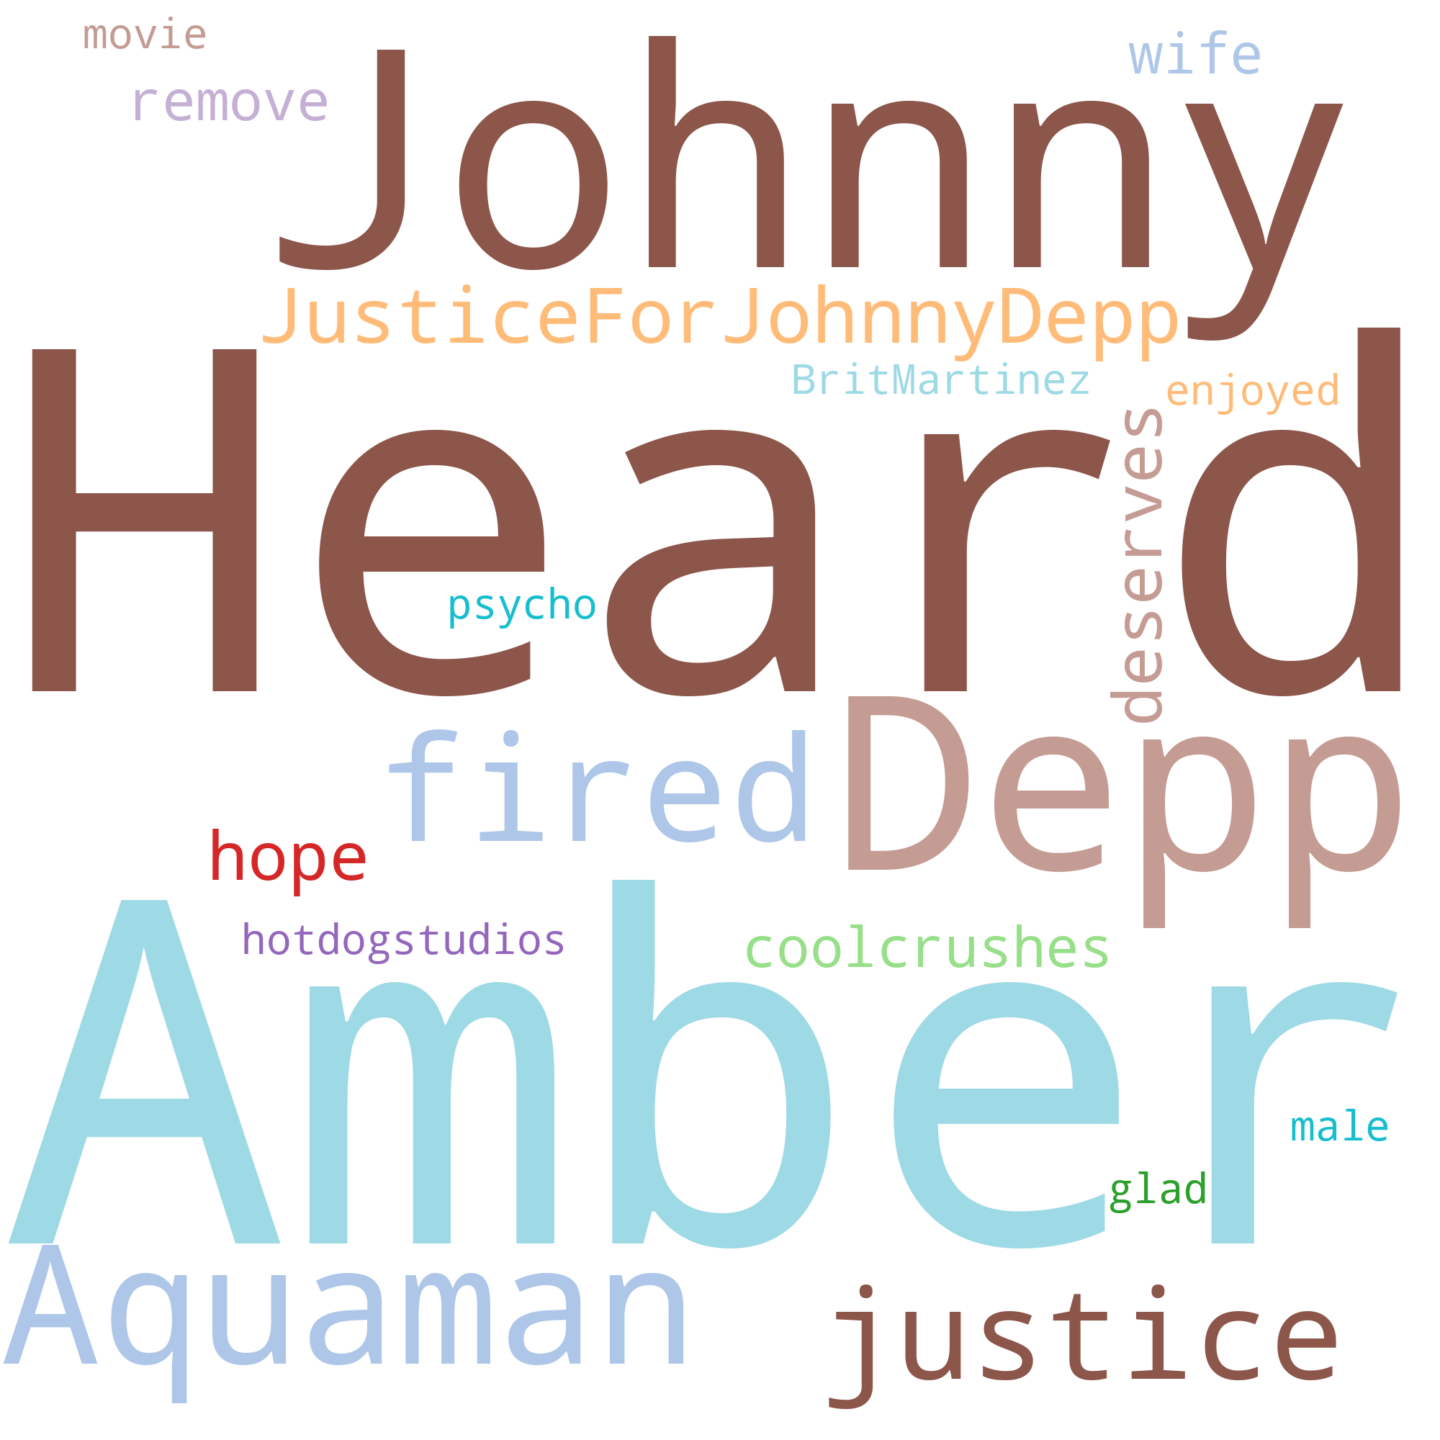 movie
wife
remove
Johnny
JusticeForJohnnyDepp
BritMartinez
enjoyed
Heard
deserves
psycho
fired
Depp
hope
hotdogstudios
coolcrushes
Amber
male
glad
Aquaman
justice